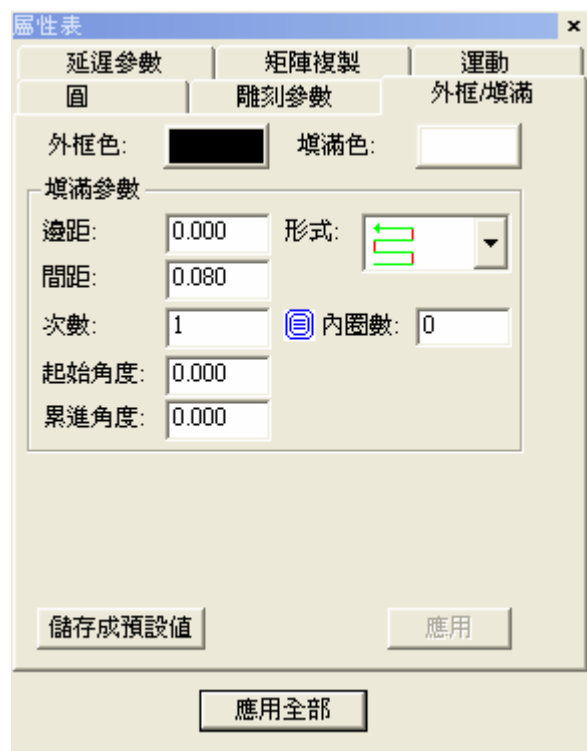 屬性表
延遲參數 矩陣複製 運動
圓 雕刻參數 外框/填滿
外框色: 填滿色:
填滿參數
邊距: 0.000 形式:
間距: 0.080
次數: 1 內圈數: 0
起始角度: 0.000
累進角度: 0.000
儲存成預設值 應用
應用全部